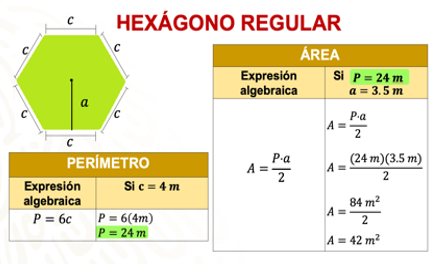 HEXÁGONO REGULAR
c
c
c
a
c
c
c
PERÍMETRO
Expresión algebraica
Si c = 4 m
P = 6c
P = 6(4m)
P = 24 m
ÁREA
Expresión algebraica
Si P = 24 m
a = 3.5 m
A = P·a/2
A = P·a/2
A = (24 m)(3.5 m)/2
A = 84 m²/2
A = 42 m²